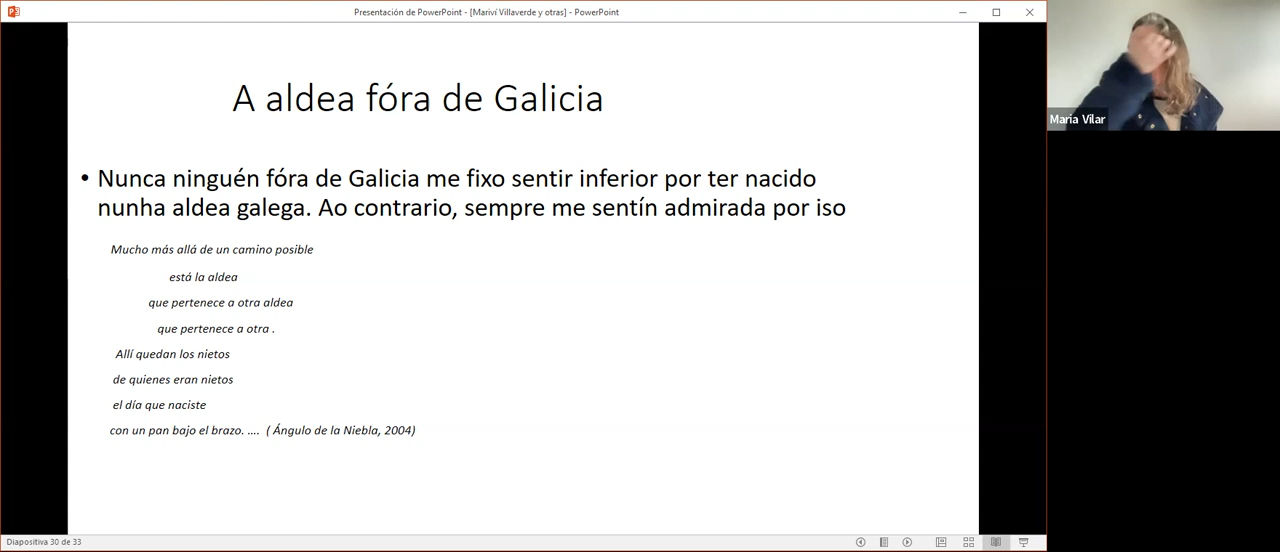 Presentación de PowerPoint - [Mariví Villaverde y otras] - PowerPoint
A aldea fóra de Galicia
• Nunca ninguén fóra de Galicia me fixo sentir inferior por ter nacido
nunha aldea galega. Ao contrario, sempre me sentín admirada por iso
Mucho más allá de un camino posible
está la aldea
que pertenece a otra aldea
que pertenece a otra .
Allí quedan los nietos
de quienes eran nietos
el día que naciste
con un pan bajo el brazo. .... ( Ángulo de la Niebla, 2004)
María Vilar
Diapositiva 30 de 33